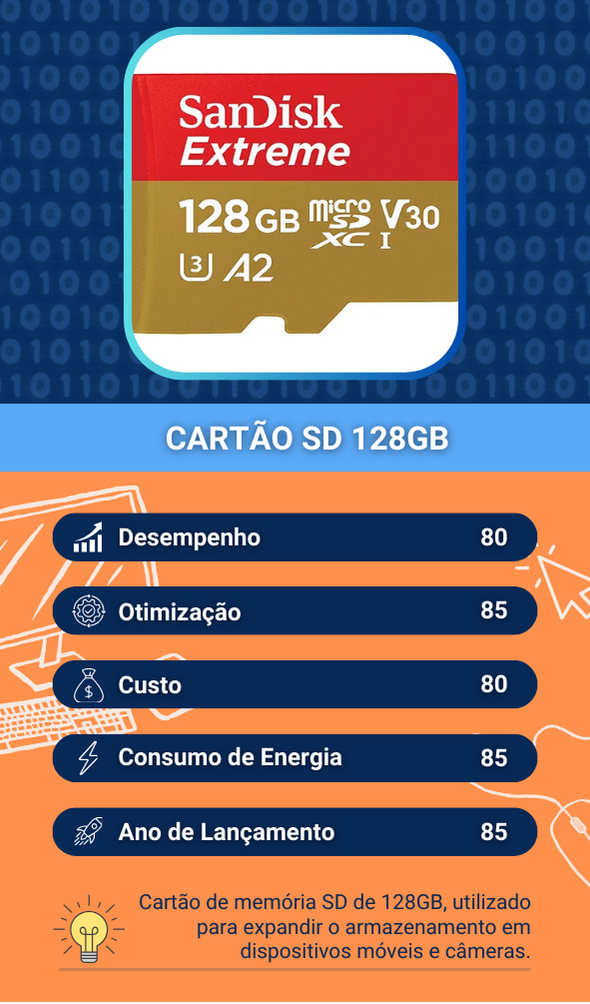 SanDisk
Extreme
128 GB micro SD XC I V30
3 A2
CARTÃO SD 128GB
Desempenho 80
Otimização 85
Custo 80
Consumo de Energia 85
Ano de Lançamento 85
Cartão de memória SD de 128GB, utilizado
para expandir o armazenamento em
dispositivos móveis e câmeras.